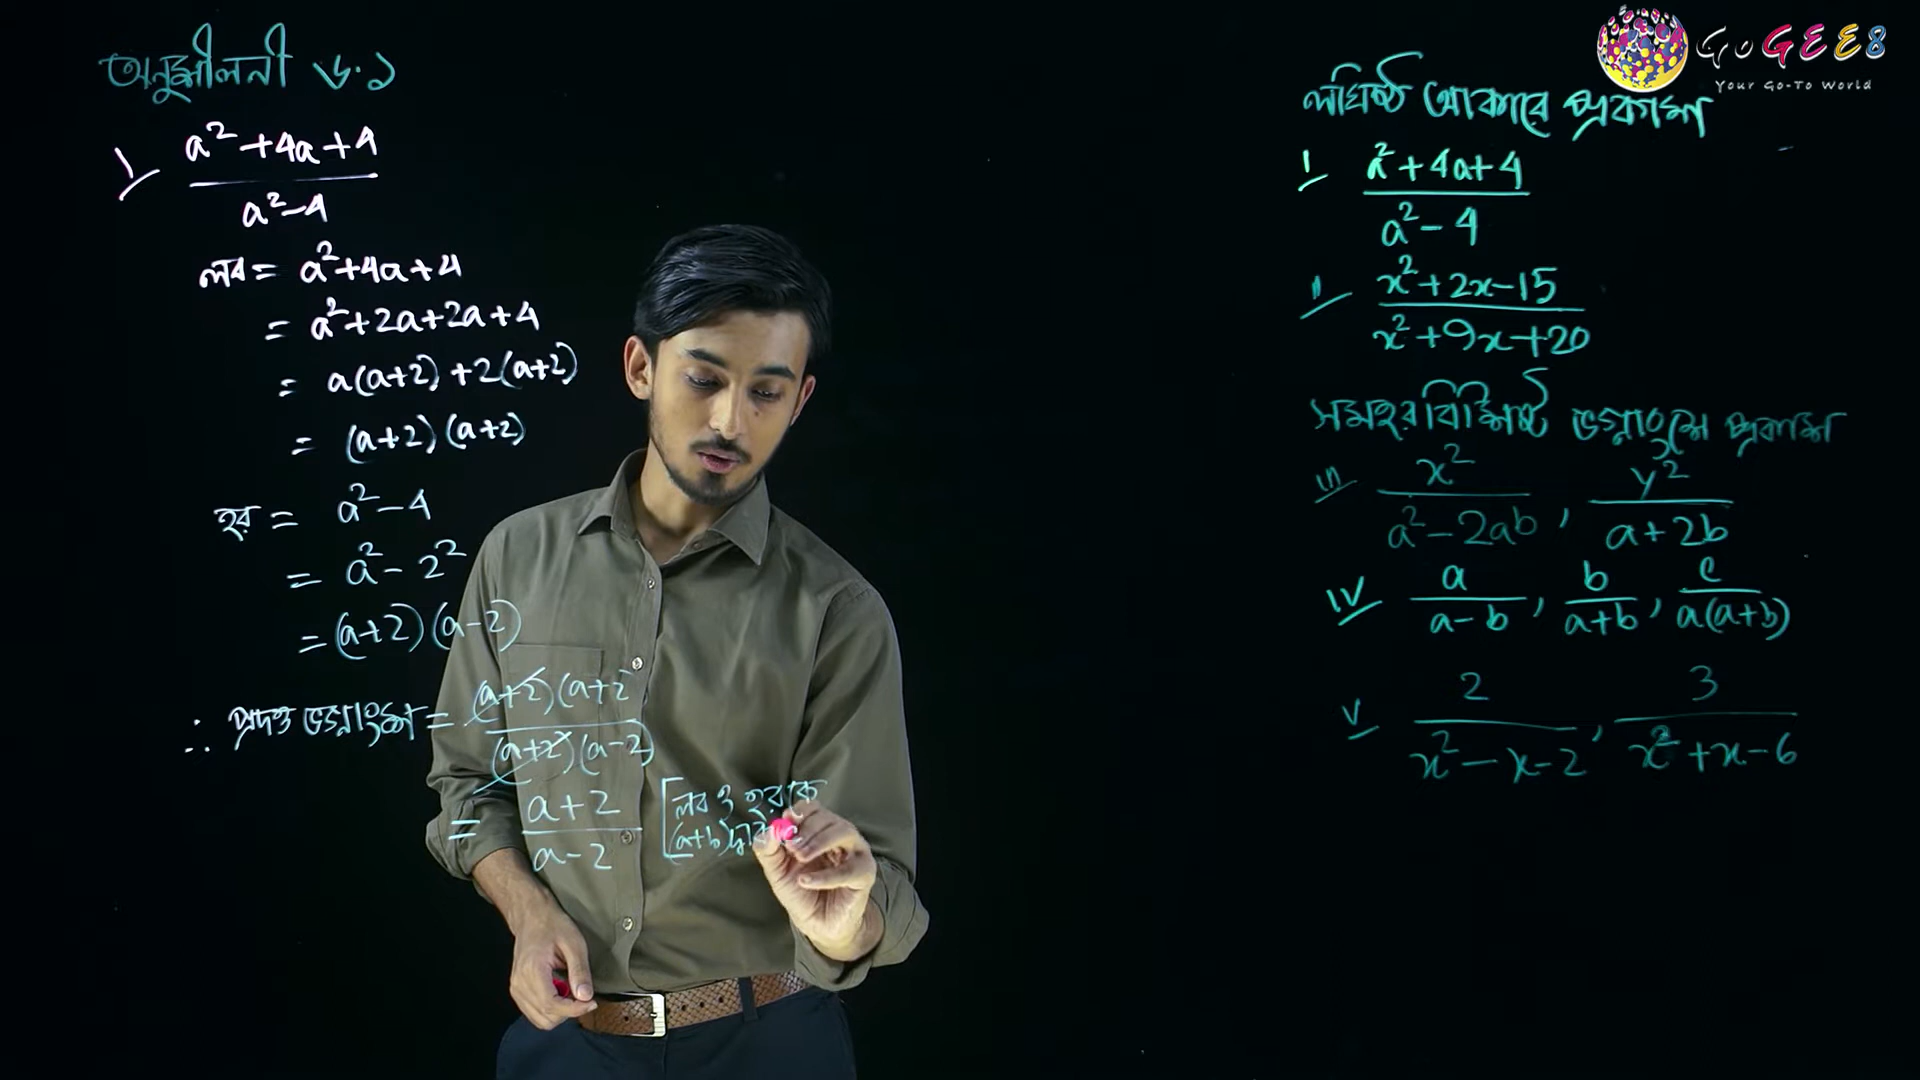 অনুশীলনী ৬.১
১ a²+4a+4
a²-4
লব = a²+4a+4
= a²+2a+2a+4
= a(a+2)+2(a+2)
= (a+2)(a+2)
হর = a²-4
= a²-2²
= (a+2)(a-2)
∴ প্রদত্ত ভগ্নাংশ = (a+2)(a+2
(a+2)(a-2)
= a+2
a-2
[লব ও হরকে
(a+b)দ্বারা
GoGEE8
Your Go-To World
লঘিষ্ঠ আকারে প্রকাশ
i a²+4a+4
a²-4
ii x²+2x-15
x²+9x+20
সমহরবিশিষ্ট ভগ্নাংশে প্রকাশ
iii x² , y²
a²-2ab a+2b
iv a , b , c
a-b a+b a(a+b)
v 2 , 3
x²-x-2 x²+x-6